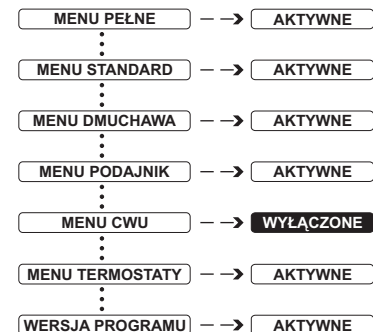 MENU PEŁNE AKTYWNE
MENU STANDARD AKTYWNE
MENU DMUCHAWA AKTYWNE
MENU PODAJNIK AKTYWNE
MENU CWU WYŁĄCZONE
MENU TERMOSTATY AKTYWNE
WERSJA PROGRAMU AKTYWNE